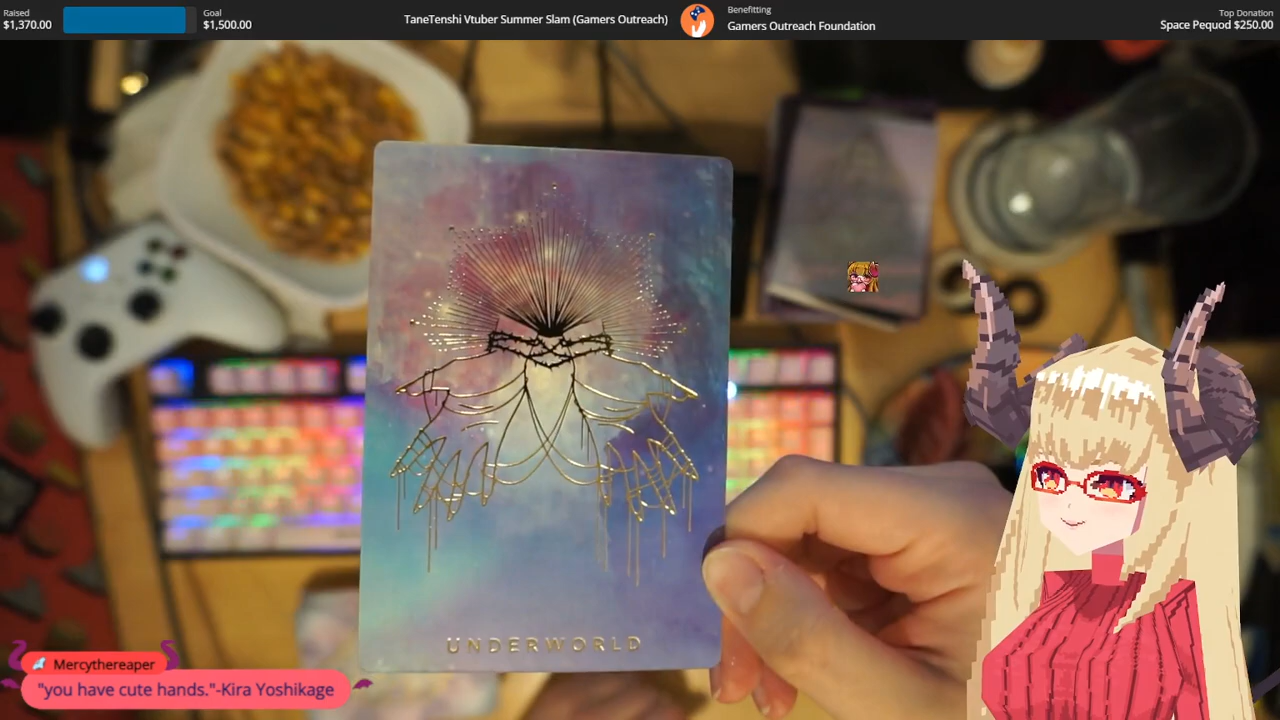 Raised
$1,370.00
Goal
$1,500.00
TaneTenshi Vtuber Summer Slam (Gamers Outreach)
Benefitting
Gamers Outreach Foundation
Top Donation
Space Pequod $250.00
UNDERWORLD
Mercythereaper
"you have cute hands."-Kira Yoshikage